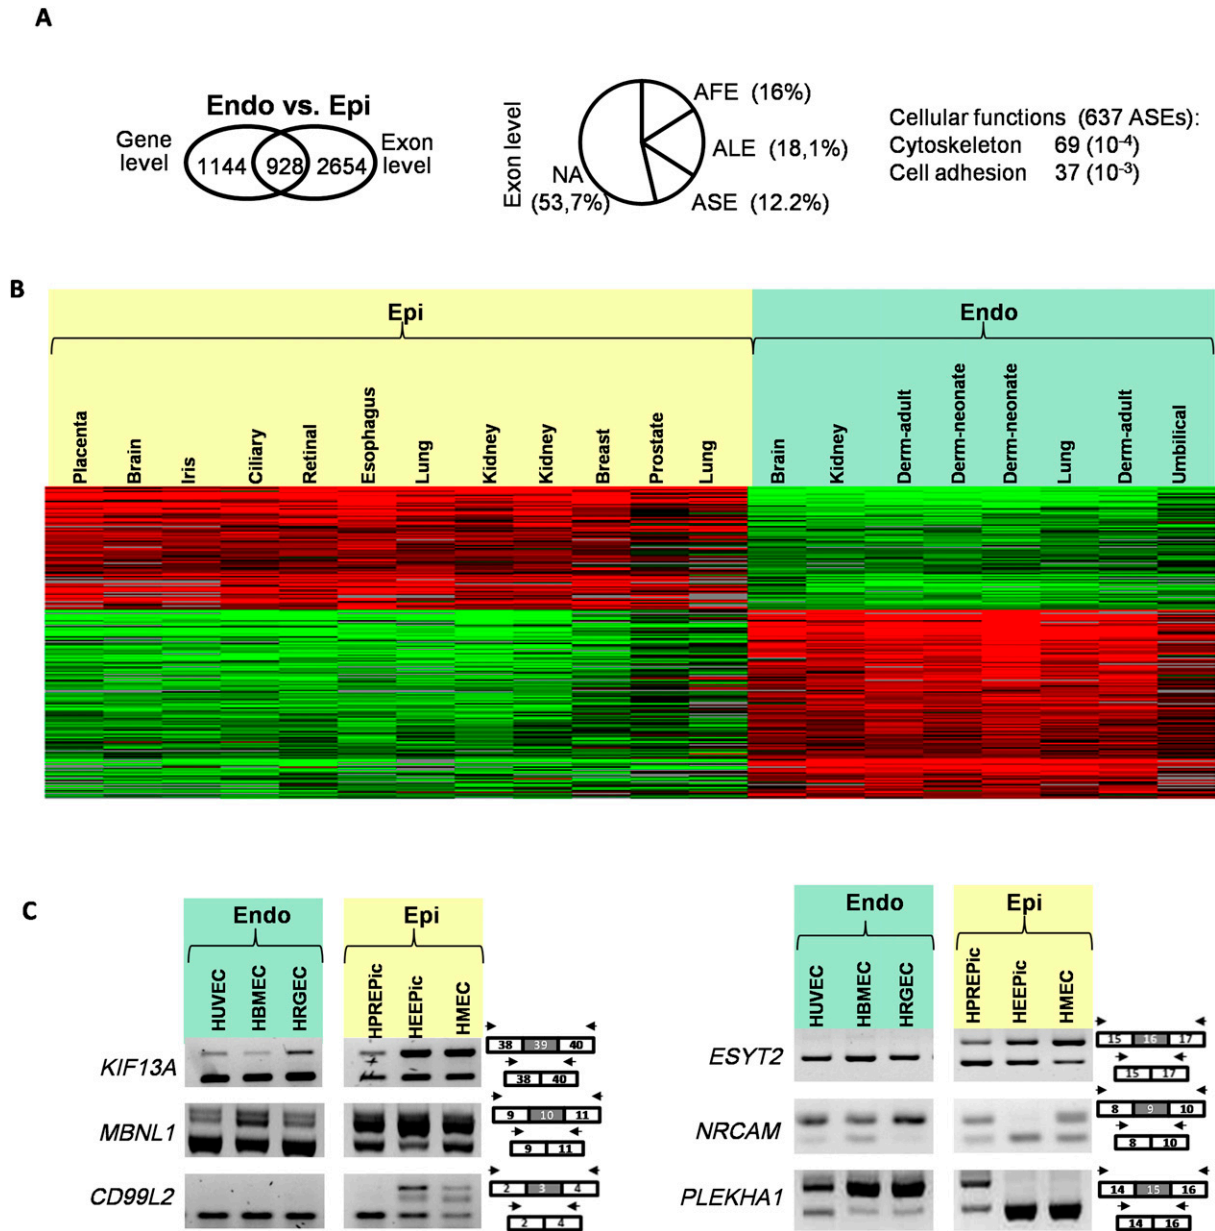 A
Endo vs. Epi
Gene level
1144
928
2654
Exon level
Exon level
AFE (16%)
ALE (18,1%)
ASE (12.2%)
NA (53,7%)
Cellular functions (637 ASEs):
Cytoskeleton 69 (10⁻⁴)
Cell adhesion 37 (10⁻³)
B
Epi
Endo
Placenta
Brain
Iris
Ciliary
Retinal
Esophagus
Lung
Kidney
Kidney
Breast
Prostate
Lung
Brain
Kidney
Derm-adult
Derm-neonate
Derm-neonate
Lung
Derm-adult
Umbilical
C
Endo
Epi
HUVEC
HBMEC
HRGEC
HPREPic
HEEPic
HMEC
KIF13A
38 39 40
38 40
MBNL1
9 10 11
9 11
CD99L2
2 3 4
2 4
Endo
Epi
HUVEC
HBMEC
HRGEC
HPREPic
HEEPic
HMEC
ESYT2
15 16 17
15 17
NRCAM
8 9 10
8 10
PLEKHA1
14 15 16
14 16